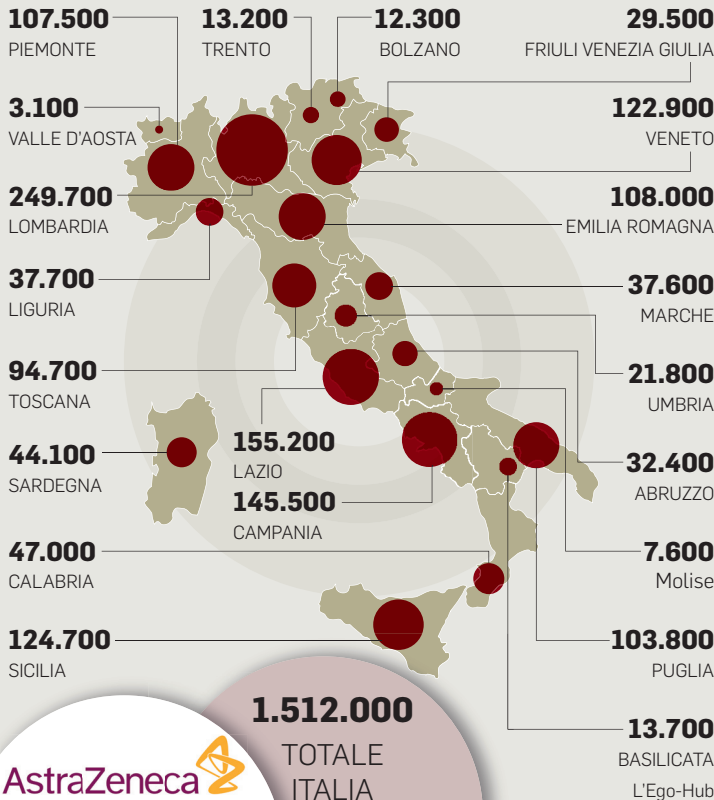 107.500
PIEMONTE
13.200
TRENTO
12.300
BOLZANO
29.500
FRIULI VENEZIA GIULIA
3.100
VALLE D'AOSTA
122.900
VENETO
249.700
LOMBARDIA
108.000
EMILIA ROMAGNA
37.700
LIGURIA
37.600
MARCHE
94.700
TOSCANA
21.800
UMBRIA
155.200
LAZIO
44.100
SARDEGNA
32.400
ABRUZZO
145.500
CAMPANIA
47.000
CALABRIA
7.600
Molise
124.700
SICILIA
103.800
PUGLIA
1.512.000
TOTALE
ITALIA
13.700
BASILICATA
AstraZeneca
L'Ego-Hub